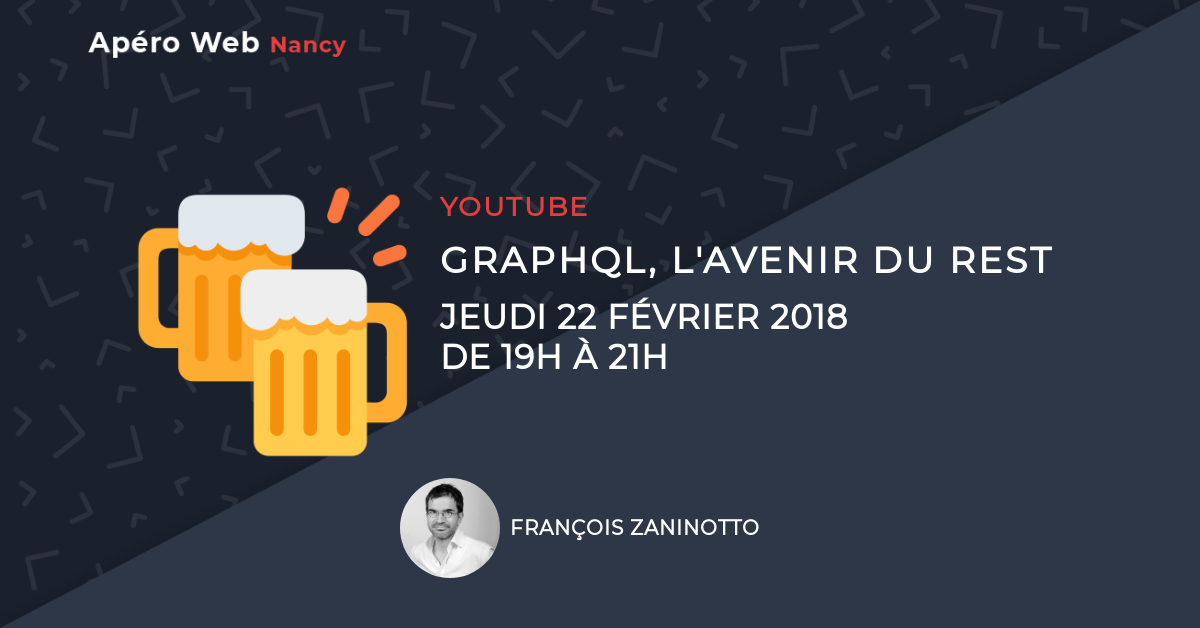 Apéro Web Nancy
YOUTUBE
GRAPHQL, L'AVENIR DU REST
JEUDI 22 FÉVRIER 2018
DE 19H À 21H
FRANÇOIS ZANINOTTO